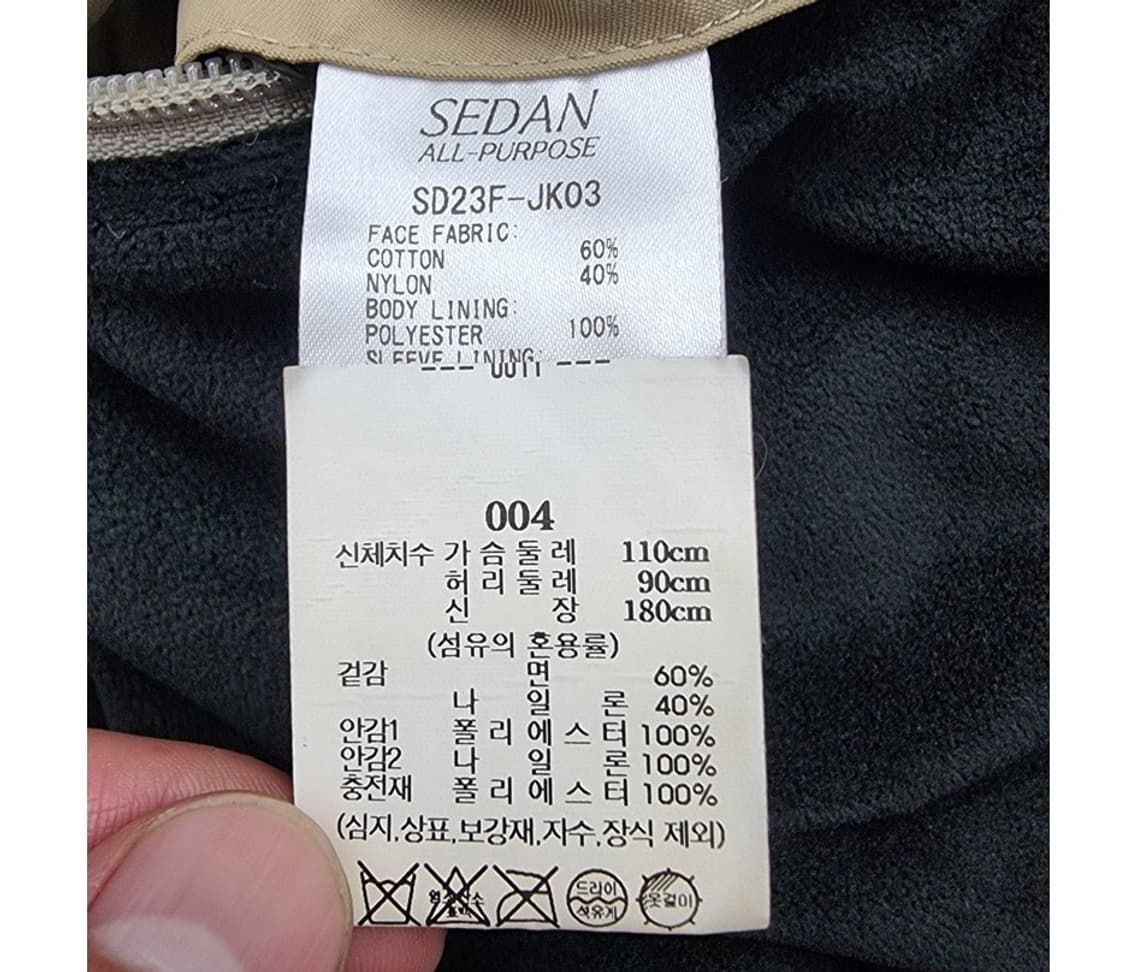 SEDAN
ALL-PURPOSE
SD23F-JK03
FACE FABRIC:
COTTON 60%
NYLON 40%
BODY LINING:
POLYESTER 100%
SLEEVE LINING:
004
신체치수 가슴둘레 110cm
허리둘레 90cm
신장 180cm
(섬유의 혼용률)
겉감 면 60%
나일론 40%
안감1 폴리에스터 100%
안감2 나일론 100%
충전재 폴리에스터 100%
(심지,상표,보강재,자수,장식 제외)
드라이
석유계
옷걸이